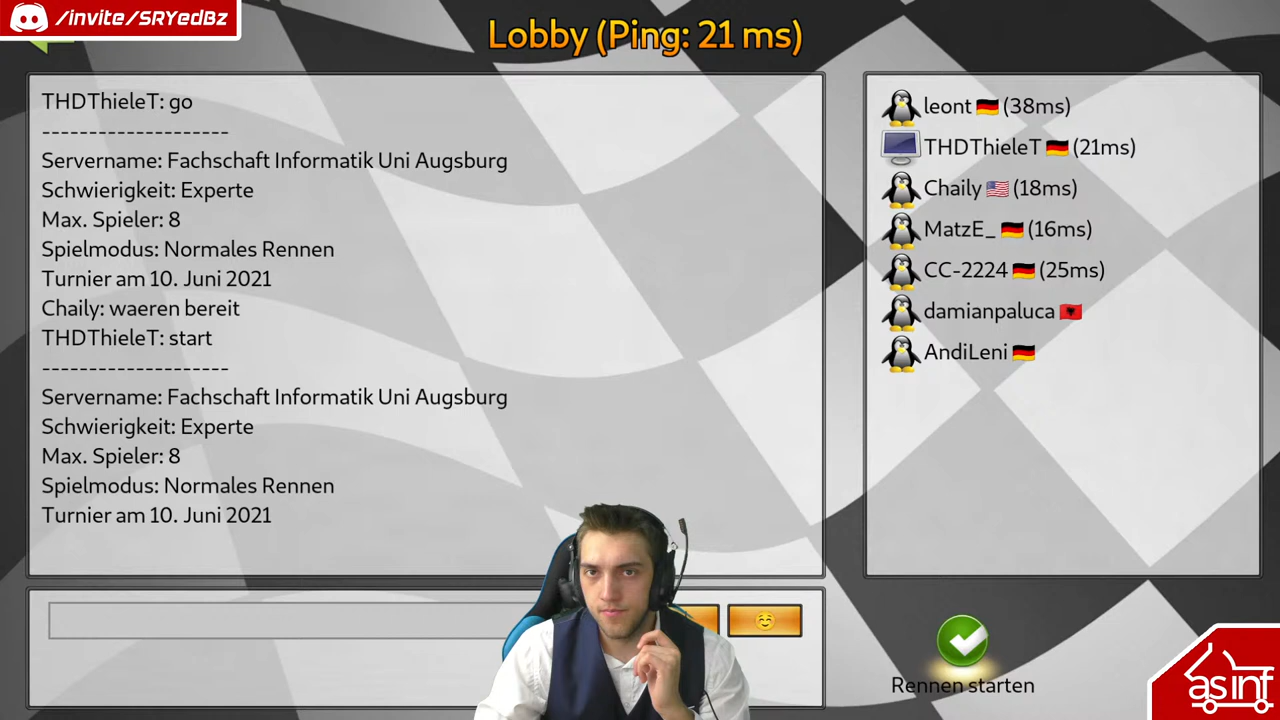 /invite/SRYedBz
Lobby (Ping: 21 ms)
THDThieleT: go
--------------------
Servername: Fachschaft Informatik Uni Augsburg
Schwierigkeit: Experte
Max. Spieler: 8
Spielmodus: Normales Rennen
Turnier am 10. Juni 2021
Chaily: waeren bereit
THDThieleT: start
--------------------
Servername: Fachschaft Informatik Uni Augsburg
Schwierigkeit: Experte
Max. Spieler: 8
Spielmodus: Normales Rennen
Turnier am 10. Juni 2021
leont (38ms)
THDThieleT (21ms)
Chaily (18ms)
MatzE_ (16ms)
CC-2224 (25ms)
damianpaluca
AndiLeni
Rennen starten
asinf